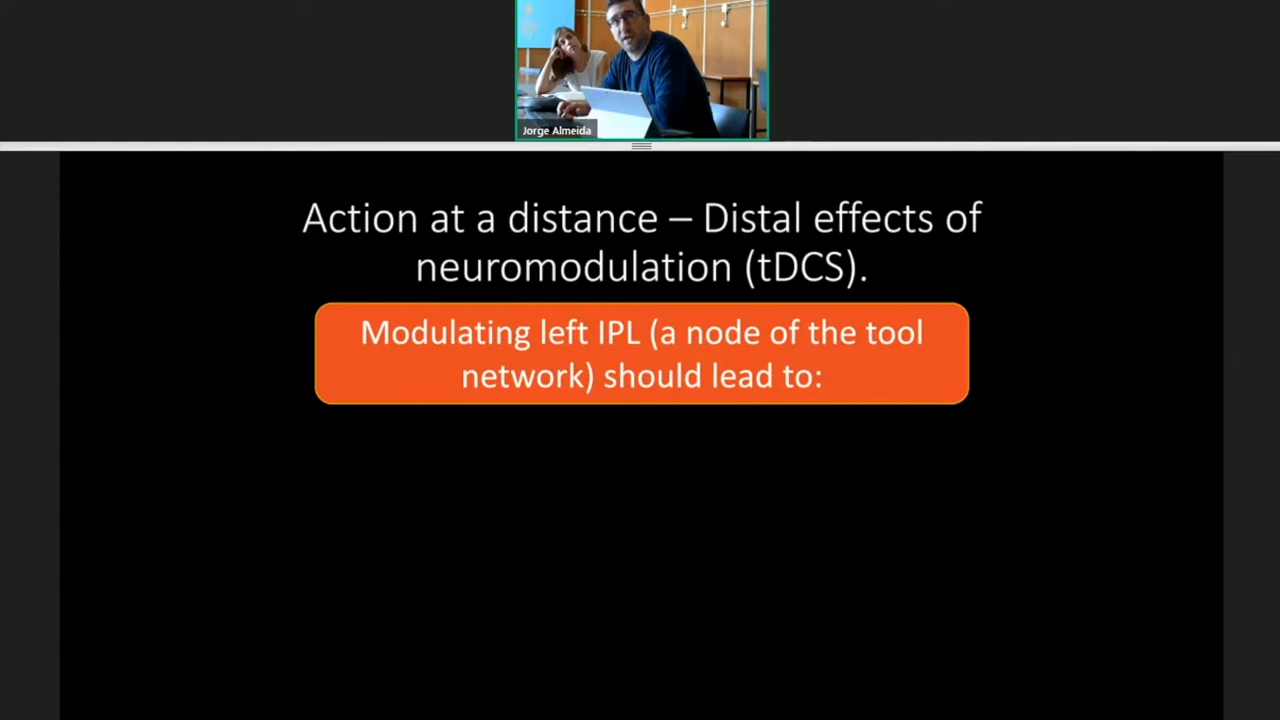 Jorge Almeida
Action at a distance – Distal effects of
neuromodulation (tDCS).
Modulating left IPL (a node of the tool
network) should lead to: